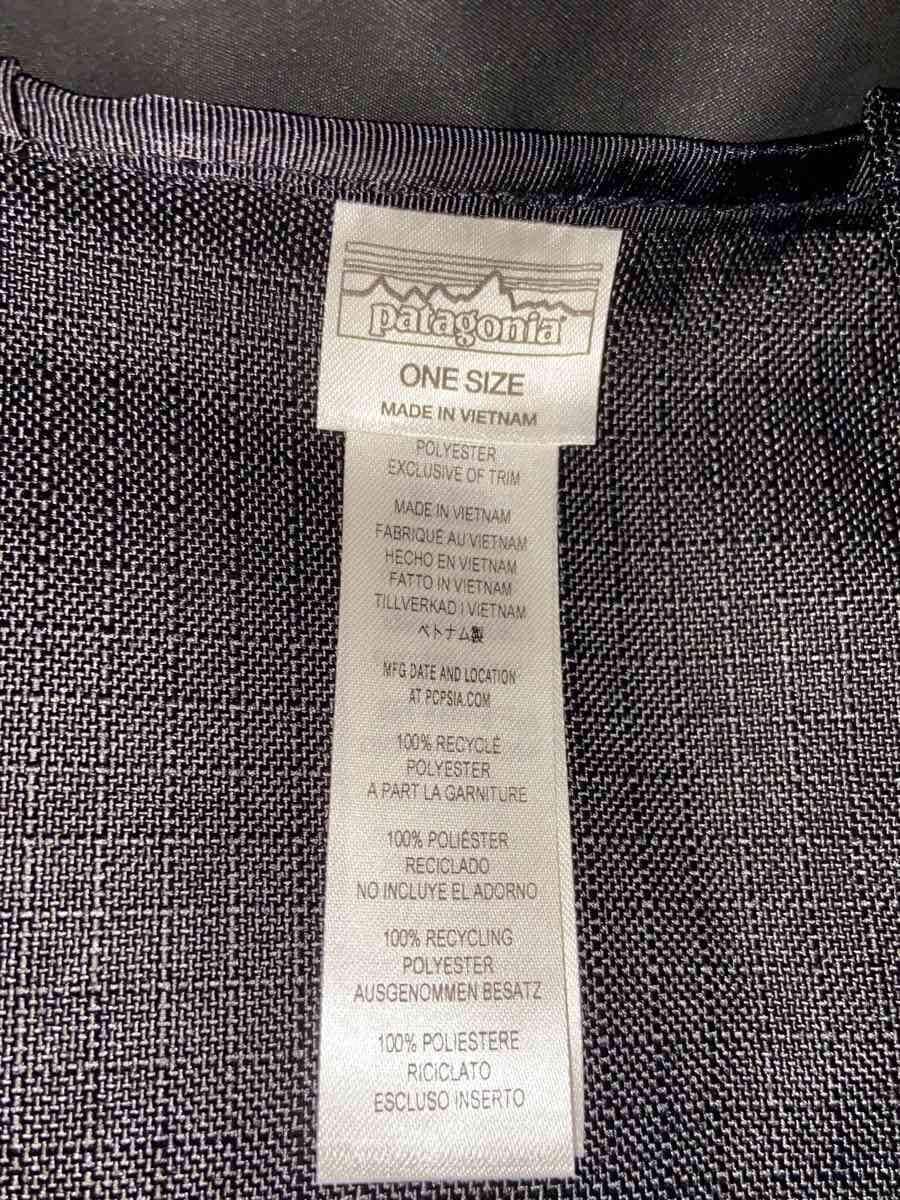 patagonia
ONE SIZE
MADE IN VIETNAM
POLYESTER
EXCLUSIVE OF TRIM
MADE IN VIETNAM
FABRIQUÉ AU VIETNAM
HECHO EN VIETNAM
FATTO IN VIETNAM
TILLVERKAD I VIETNAM
ベトナム製
MFG DATE AND LOCATION
AT PCPSIA.COM
100% RECYCLÉ
POLYESTER
A PART LA GARNITURE
100% POLIÉSTER
RECICLADO
NO INCLUYE EL ADORNO
100% RECYCLING
POLYESTER
AUSGENOMMEN BESATZ
100% POLIESTERE
RICICLATO
ESCLUSO INSERTO